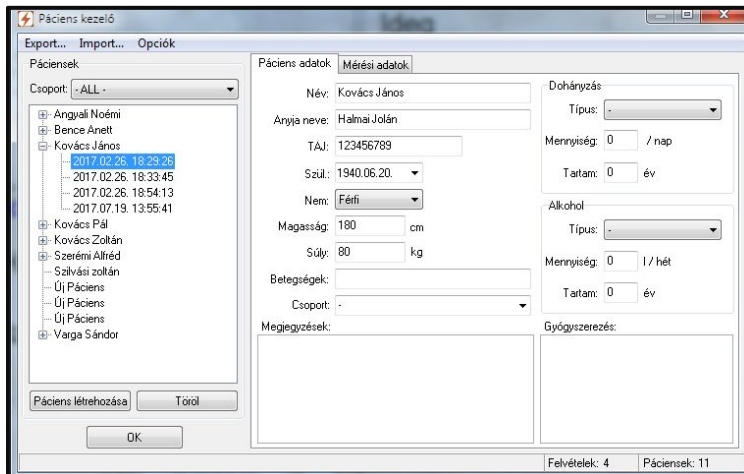 Idea
Páciens kezelő
Export... Import... Opciók
Páciensek
Csoport: - ALL -
Angyali Noémi
Bence Anett
Kovács János
2017.02.26. 18:29:26
2017.02.26. 18:33:45
2017.02.26. 18:54:13
2017.07.19. 13:55:41
Kovács Pál
Kovács Zoltán
Szerémi Alfréd
Szilvási zoltán
Új Páciens
Új Páciens
Új Páciens
Varga Sándor
Páciens létrehozása Töröl
OK
Páciens adatok Mérési adatok
Név: Kovács János
Anyja neve: Halmai Jolán
TAJ: 123456789
Szül.: 1940.06.20.
Nem: Férfi
Magasság: 180 cm
Súly: 80 kg
Betegségek:
Csoport: -
Megjegyzések:
Dohányzás
Típus: -
Mennyiség: 0 / nap
Tartam: 0 év
Alkohol
Típus: -
Mennyiség: 0 l / hét
Tartam: 0 év
Gyógyszerezés:
Felvételek: 4 Páciensek: 11